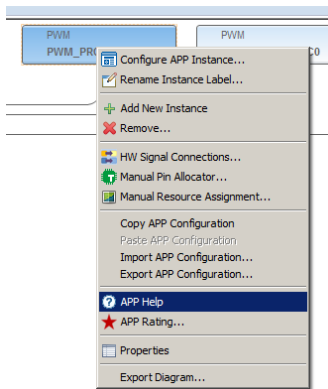 PWM
PWM
PWM_PRO
C0
Configure APP Instance...
Rename Instance Label...
Add New Instance
Remove...
HW Signal Connections...
Manual Pin Allocator...
Manual Resource Assignment...
Copy APP Configuration
Paste APP Configuration
Import APP Configuration...
Export APP Configuration...
APP Help
APP Rating...
Properties
Export Diagram...